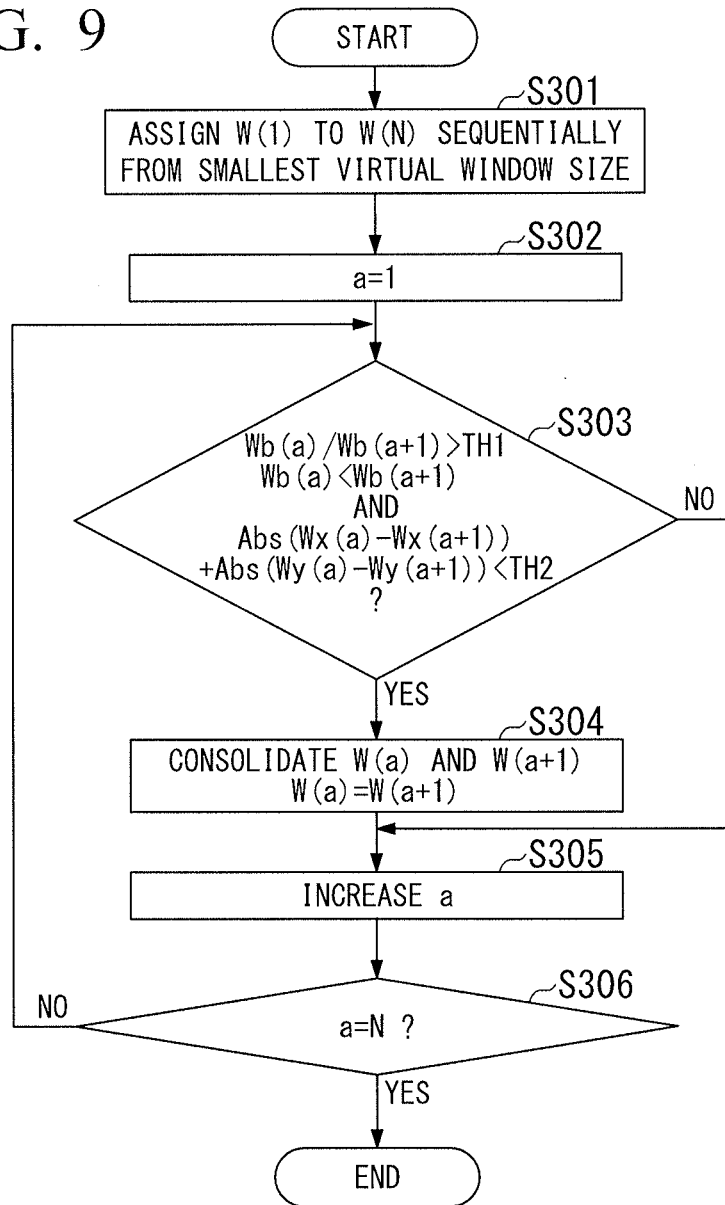 G. 9
START
S301
ASSIGN W(1) TO W(N) SEQUENTIALLY
FROM SMALLEST VIRTUAL WINDOW SIZE
S302
a=1
S303
Wb(a)/Wb(a+1)>TH1
Wb(a)<Wb(a+1)
AND
Abs(Wx(a)-Wx(a+1))
+Abs(Wy(a)-Wy(a+1))<TH2
?
NO
YES
S304
CONSOLIDATE W(a) AND W(a+1)
W(a)=W(a+1)
S305
INCREASE a
S306
NO
a=N ?
YES
END